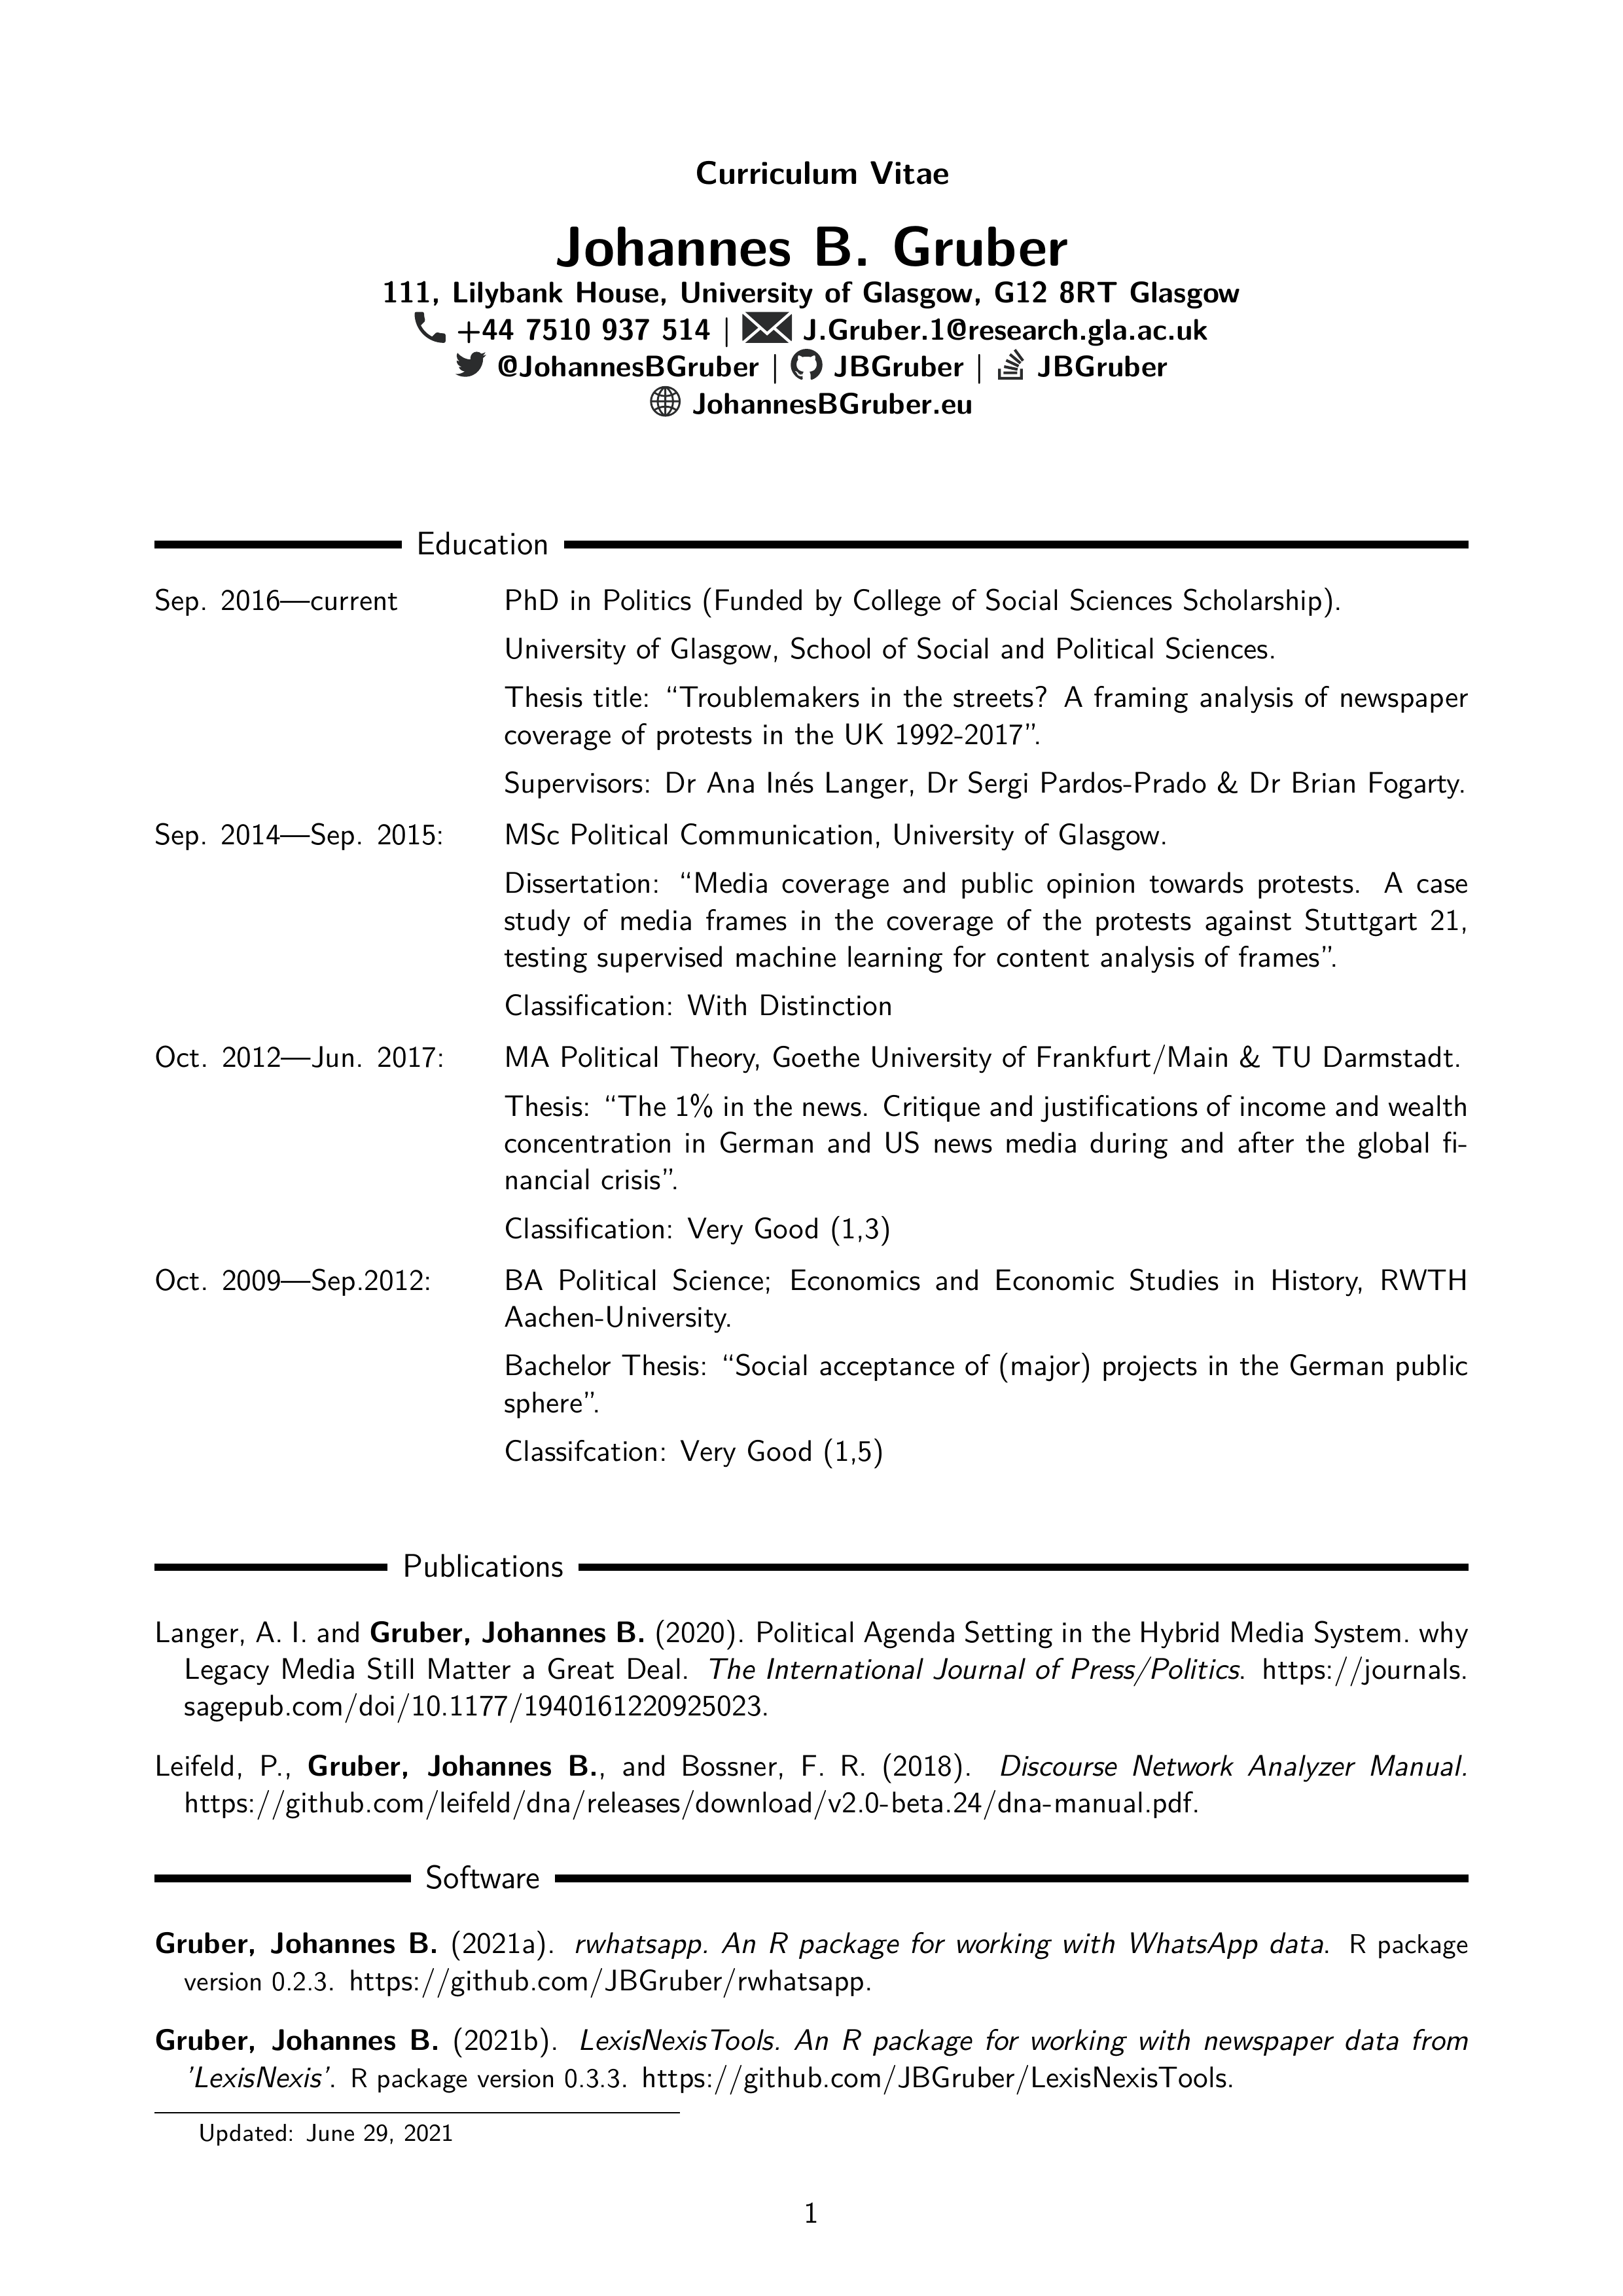 Curriculum Vitae
Johannes B. Gruber
111, Lilybank House, University of Glasgow, G12 8RT Glasgow
+44 7510 937 514 | J.Gruber.1@research.gla.ac.uk
@JohannesBGruber | JBGruber | JBGruber
JohannesBGruber.eu
Education
Sep. 2016—current PhD in Politics (Funded by College of Social Sciences Scholarship).
University of Glasgow, School of Social and Political Sciences.
Thesis title: “Troublemakers in the streets? A framing analysis of newspaper
coverage of protests in the UK 1992-2017”.
Supervisors: Dr Ana Inés Langer, Dr Sergi Pardos-Prado & Dr Brian Fogarty.
Sep. 2014—Sep. 2015: MSc Political Communication, University of Glasgow.
Dissertation: “Media coverage and public opinion towards protests. A case
study of media frames in the coverage of the protests against Stuttgart 21,
testing supervised machine learning for content analysis of frames”.
Classification: With Distinction
Oct. 2012—Jun. 2017: MA Political Theory, Goethe University of Frankfurt/Main & TU Darmstadt.
Thesis: “The 1% in the news. Critique and justifications of income and wealth
concentration in German and US news media during and after the global fi-
nancial crisis”.
Classification: Very Good (1,3)
Oct. 2009—Sep.2012: BA Political Science; Economics and Economic Studies in History, RWTH
Aachen-University.
Bachelor Thesis: “Social acceptance of (major) projects in the German public
sphere”.
Classifcation: Very Good (1,5)
Publications
Langer, A. I. and Gruber, Johannes B. (2020). Political Agenda Setting in the Hybrid Media System. why
Legacy Media Still Matter a Great Deal. The International Journal of Press/Politics. https://journals.
sagepub.com/doi/10.1177/1940161220925023.
Leifeld, P., Gruber, Johannes B., and Bossner, F. R. (2018). Discourse Network Analyzer Manual.
https://github.com/leifeld/dna/releases/download/v2.0-beta.24/dna-manual.pdf.
Software
Gruber, Johannes B. (2021a). rwhatsapp. An R package for working with WhatsApp data. R package
version 0.2.3. https://github.com/JBGruber/rwhatsapp.
Gruber, Johannes B. (2021b). LexisNexisTools. An R package for working with newspaper data from
'LexisNexis'. R package version 0.3.3. https://github.com/JBGruber/LexisNexisTools.
Updated: June 29, 2021
1